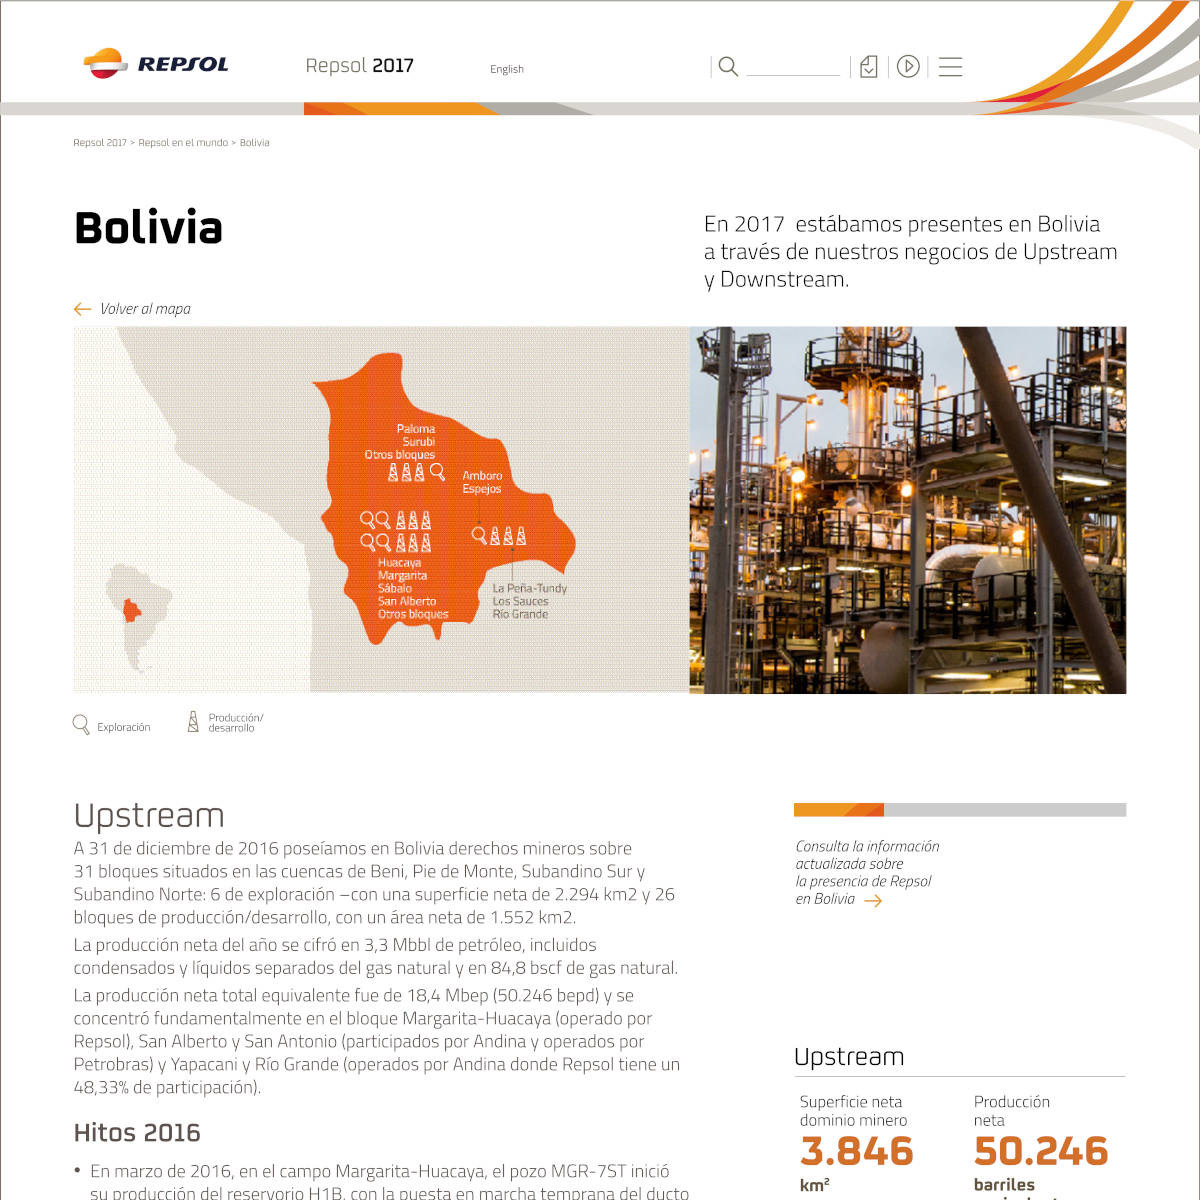 REPSOL
Repsol 2017
English
Repsol 2017 > Repsol en el mundo > Bolivia
Bolivia
En 2017 estábamos presentes en Bolivia
a través de nuestros negocios de Upstream
y Downstream.
Volver al mapa
Paloma
Surubi
Otros bloques
Amboro
Espejos
Huacaya
Margarita
Sábalo
San Alberto
Otros bloques
La Peña-Tundy
Los Sauces
Río Grande
Exploración
Producción/
desarrollo
Upstream
A 31 de diciembre de 2016 poseíamos en Bolivia derechos mineros sobre
31 bloques situados en las cuencas de Beni, Pie de Monte, Subandino Sur y
Subandino Norte: 6 de exploración –con una superficie neta de 2.294 km2 y 26
bloques de producción/desarrollo, con un área neta de 1.552 km2.
La producción neta del año se cifró en 3,3 Mbbl de petróleo, incluidos
condensados y líquidos separados del gas natural y en 84,8 bscf de gas natural.
La producción neta total equivalente fue de 18,4 Mbep (50.246 bepd) y se
concentró fundamentalmente en el bloque Margarita-Huacaya (operado por
Repsol), San Alberto y San Antonio (participados por Andina y operados por
Petrobras) y Yapacani y Río Grande (operados por Andina donde Repsol tiene un
48,33% de participación).
Hitos 2016
• En marzo de 2016, en el campo Margarita-Huacaya, el pozo MGR-7ST inició
su producción del reservorio H1B, con la puesta en marcha temprana del ducto
Consulta la información
actualizada sobre
la presencia de Repsol
en Bolivia
Upstream
Superficie neta
dominio minero
3.846
km²
Producción
neta
50.246
barriles